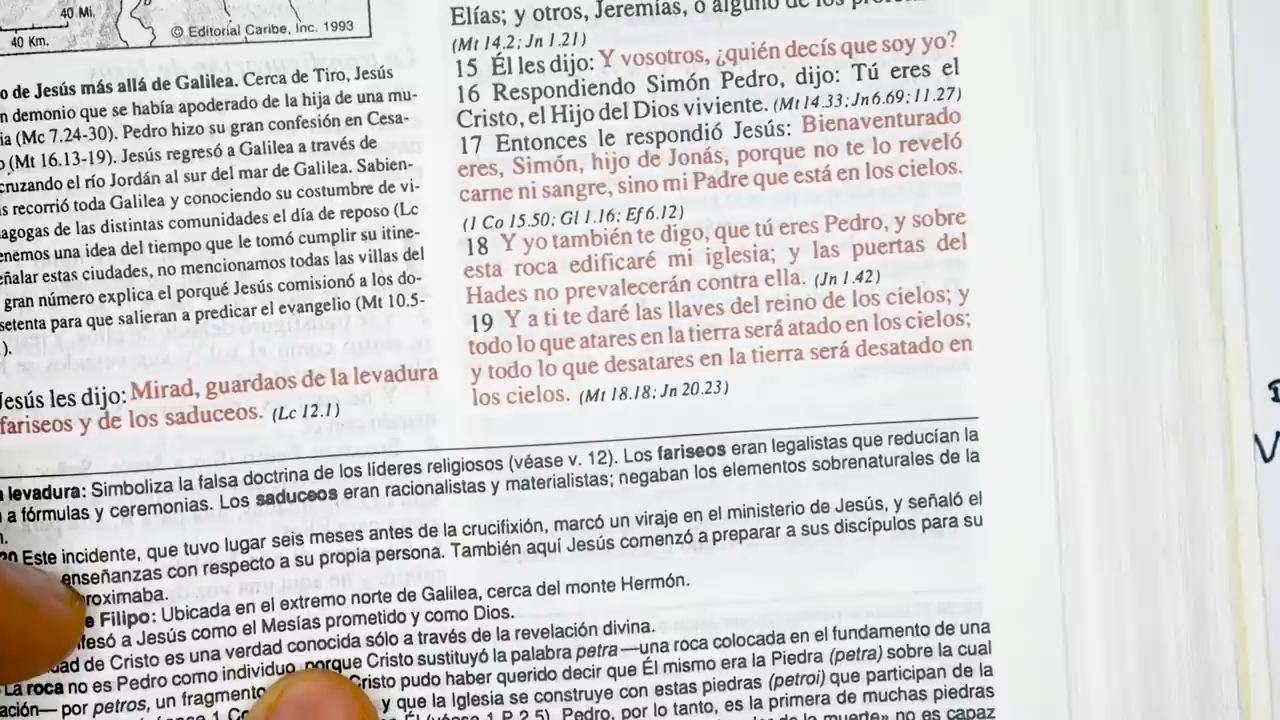 40 Mi.
40 Km.
© Editorial Caribe, Inc. 1993
o de Jesús más allá de Galilea. Cerca de Tiro, Jesús
n demonio que se había apoderado de la hija de una mu-
ia (Mc 7.24-30). Pedro hizo su gran confesión en Cesa-
o (Mt 16.13-19). Jesús regresó a Galilea a través de
cruzando el río Jordán al sur del mar de Galilea. Sabien-
s recorrió toda Galilea y conociendo su costumbre de vi-
agogas de las distintas comunidades el día de reposo (Lc
enemos una idea del tiempo que le tomó cumplir su itine-
eñalar estas ciudades, no mencionamos todas las villas del
gran número explica el porqué Jesús comisionó a los do-
setenta para que salieran a predicar el evangelio (Mt 10.5-
).
Jesús les dijo: Mirad, guardaos de la levadura
fariseos y de los saduceos. (Lc 12.1)
Elías; y otros, Jeremías, o alguno de los
(Mt 14.2; Jn 1.21)
15 Él les dijo: Y vosotros, ¿quién decís que soy yo?
16 Respondiendo Simón Pedro, dijo: Tú eres el
Cristo, el Hijo del Dios viviente. (Mt 14.33; Jn 6.69; 11.27)
17 Entonces le respondió Jesús: Bienaventurado
eres, Simón, hijo de Jonás, porque no te lo reveló
carne ni sangre, sino mi Padre que está en los cielos.
(1 Co 15.50; Gl 1.16; Ef 6.12)
18 Y yo también te digo, que tú eres Pedro, y sobre
esta roca edificaré mi iglesia; y las puertas del
Hades no prevalecerán contra ella. (Jn 1.42)
19 Y a ti te daré las llaves del reino de los cielos; y
todo lo que atares en la tierra será atado en los cielos;
y todo lo que desatares en la tierra será desatado en
los cielos. (Mt 18.18; Jn 20.23)
levadura: Simboliza la falsa doctrina de los líderes religiosos (véase v. 12). Los fariseos eran legalistas que reducían la
a fórmulas y ceremonias. Los saduceos eran racionalistas y materialistas; negaban los elementos sobrenaturales de la
Este incidente, que tuvo lugar seis meses antes de la crucifixión, marcó un viraje en el ministerio de Jesús, y señaló el
enseñanzas con respecto a su propia persona. También aquí Jesús comenzó a preparar a sus discípulos para su
roximaba.
e Filipo: Ubicada en el extremo norte de Galilea, cerca del monte Hermón.
fesó a Jesús como el Mesías prometido y como Dios.
ad de Cristo es una verdad conocida sólo a través de la revelación divina.
La roca no es Pedro como individuo, porque Cristo sustituyó la palabra petra —una roca colocada en el fundamento de una
ación— por petros, un fragmento Cristo pudo haber querido decir que Él mismo era la Piedra (petra) sobre la cual
y que la Iglesia se construye con estas piedras (petroi) que participan de la
Él (véase 1 P 2.5). Pedro, por lo tanto, es la primera de muchas piedras
no es capaz